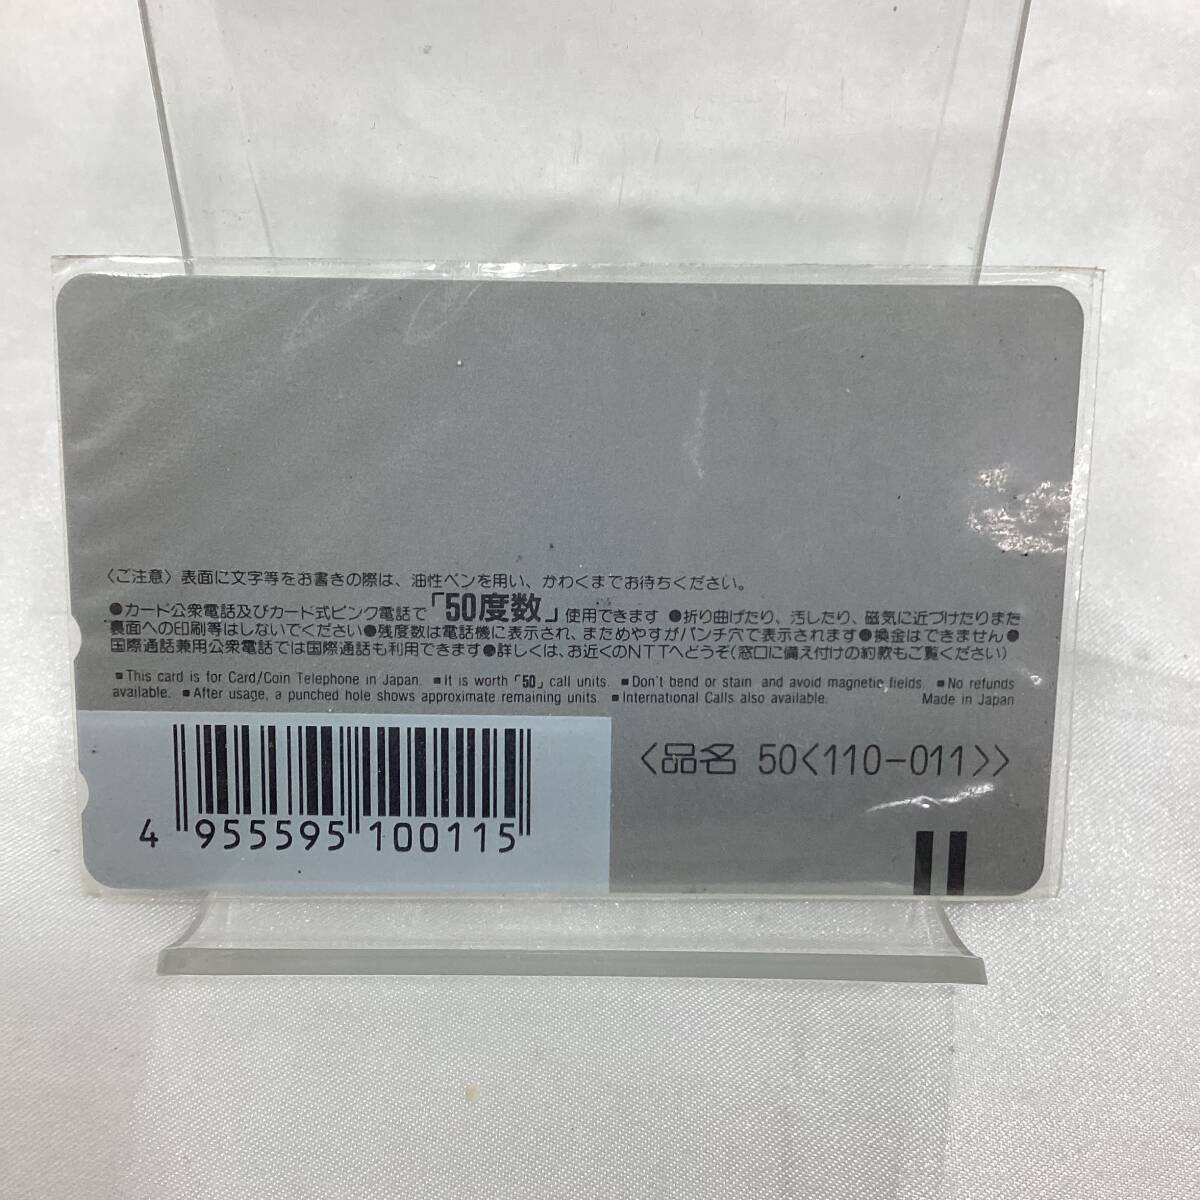 〈ご注意〉表面に文字等をお書きの際は、油性ペンを用い、かわくまでお待ちください。
●カード公衆電話及びカード式ピンク電話で「50度数」使用できます ●折り曲げたり、汚したり、磁気に近づけたりまた
裏面への印刷等はしないでください●残度数は電話機に表示され、まためやすがパンチ穴で表示されます●換金はできません●
国際通話兼用公衆電話では国際通話も利用できます●詳しくは、お近くのNTTへどうぞ(窓口に備え付けの約款もご覧ください)
■This card is for Card/Coin Telephone in Japan. ■It is worth「50」call units. ■Don't bend or stain and avoid magnetic fields. ■No refunds
available. ■After usage, a punched hole shows approximate remaining units. ■International Calls also available. Made in Japan
〈品名 50〈110-011〉〉
4 955595 100115